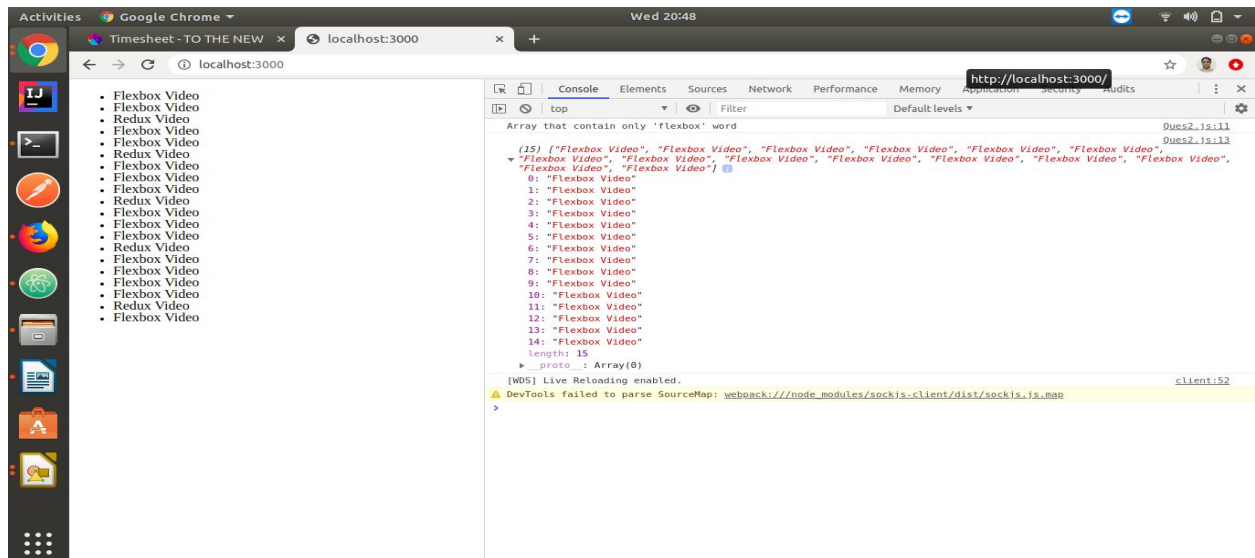 Activities Google Chrome Wed 20:48
Timesheet - TO THE NEW × localhost:3000 × +
localhost:3000
http://localhost:3000/
Flexbox Video
Flexbox Video
Redux Video
Flexbox Video
Flexbox Video
Redux Video
Flexbox Video
Flexbox Video
Flexbox Video
Redux Video
Flexbox Video
Flexbox Video
Flexbox Video
Redux Video
Flexbox Video
Flexbox Video
Flexbox Video
Flexbox Video
Redux Video
Flexbox Video
Console Elements Sources Network Performance Memory Application Security Audits
top Filter Default levels
Array that contain only 'flexbox' word Ques2.js:11
Ques2.js:13
(15) ["Flexbox Video", "Flexbox Video", "Flexbox Video", "Flexbox Video", "Flexbox Video", "Flexbox Video",
"Flexbox Video", "Flexbox Video", "Flexbox Video", "Flexbox Video", "Flexbox Video", "Flexbox Video", "Flexbox Video",
"Flexbox Video", "Flexbox Video"]
0: "Flexbox Video"
1: "Flexbox Video"
2: "Flexbox Video"
3: "Flexbox Video"
4: "Flexbox Video"
5: "Flexbox Video"
6: "Flexbox Video"
7: "Flexbox Video"
8: "Flexbox Video"
9: "Flexbox Video"
10: "Flexbox Video"
11: "Flexbox Video"
12: "Flexbox Video"
13: "Flexbox Video"
14: "Flexbox Video"
length: 15
__proto__: Array(0)
[WDS] Live Reloading enabled. client:52
DevTools failed to parse SourceMap: webpack:///node_modules/sockjs-client/dist/sockjs.js.map
>